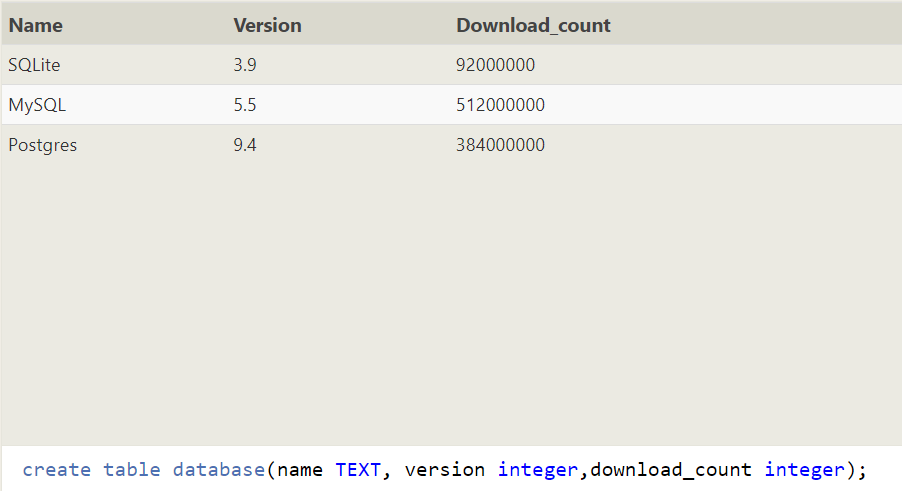 Name Version Download_count
SQLite 3.9 92000000
MySQL 5.5 512000000
Postgres 9.4 384000000
create table database(name TEXT, version integer,download_count integer);